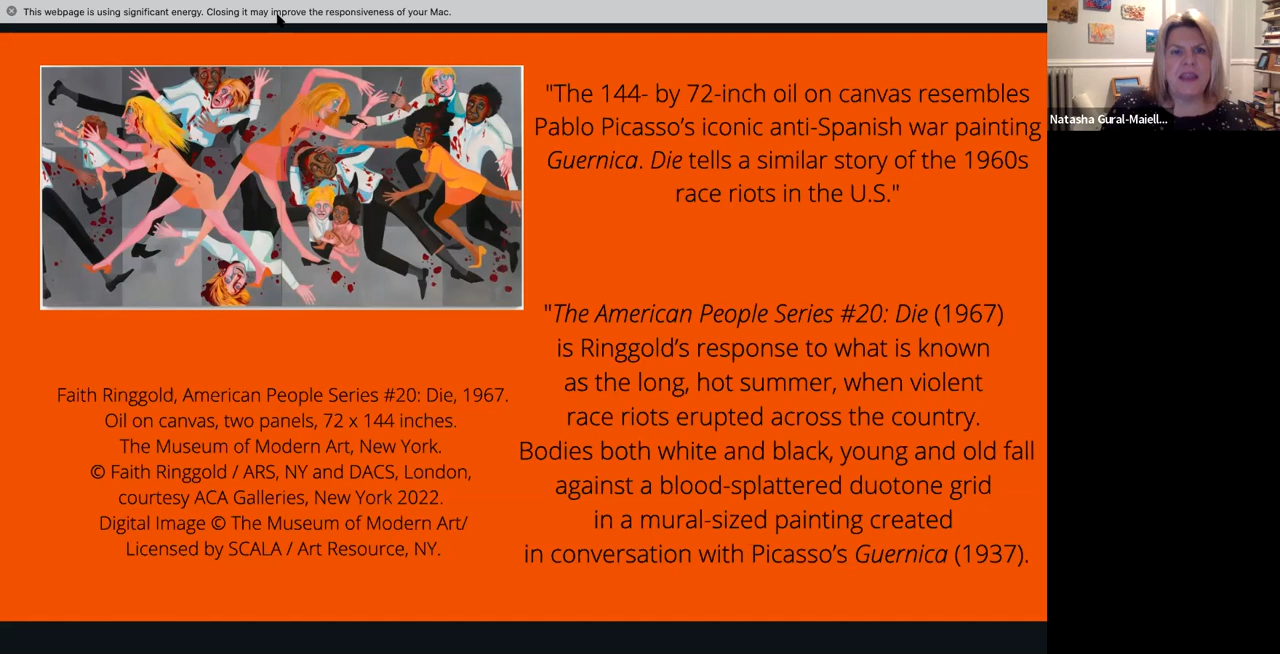 This webpage is using significant energy. Closing it may improve the responsiveness of your Mac.
"The 144- by 72-inch oil on canvas resembles
Pablo Picasso’s iconic anti-Spanish war painting
Guernica. Die tells a similar story of the 1960s
race riots in the U.S."
"The American People Series #20: Die (1967)
is Ringgold’s response to what is known
as the long, hot summer, when violent
race riots erupted across the country.
Bodies both white and black, young and old fall
against a blood-splattered duotone grid
in a mural-sized painting created
in conversation with Picasso’s Guernica (1937).
Faith Ringgold, American People Series #20: Die, 1967.
Oil on canvas, two panels, 72 x 144 inches.
The Museum of Modern Art, New York.
© Faith Ringgold / ARS, NY and DACS, London,
courtesy ACA Galleries, New York 2022.
Digital Image © The Museum of Modern Art/
Licensed by SCALA / Art Resource, NY.
Natasha Gural-Maiell...